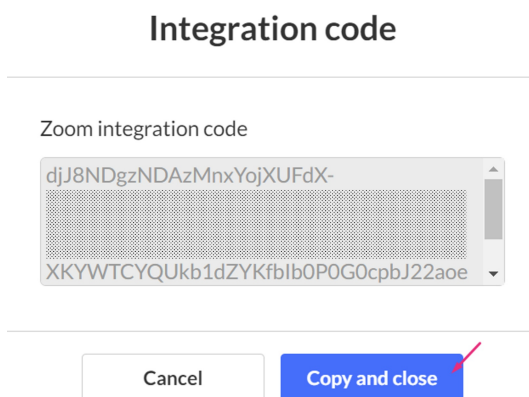 Integration code
Zoom integration code
djJ8NDgzNDAzMnxYojXUFdX-
XKYWTCYQUkb1dZYKfbIb0P0G0cpbJ22aoe
Cancel
Copy and close